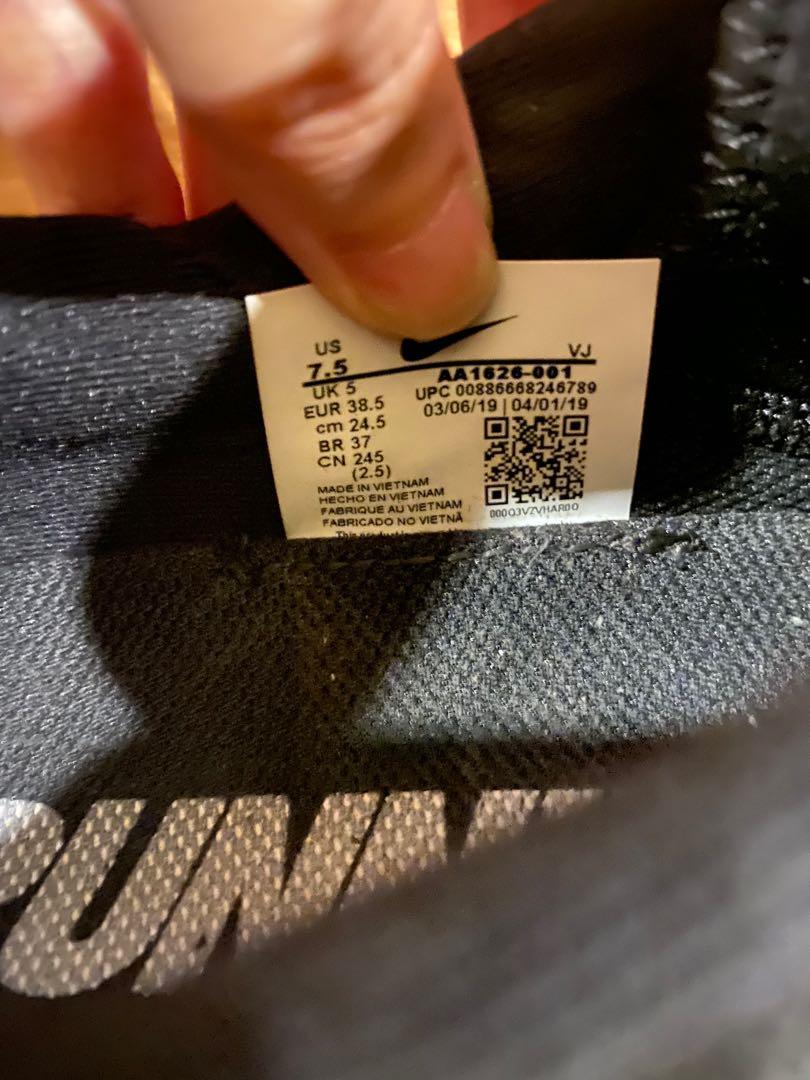 US
7.5
UK 5
EUR 38.5
cm 24.5
BR 37
CN 245
(2.5)
MADE IN VIETNAM
HECHO EN VIETNAM
FABRIQUE AU VIETNAM
FABRICADO NO VIETNÃ
VJ
AA1626-001
UPC 00886668246789
03/06/19 | 04/01/19
000Q3VZVHAR0Q
RUNN